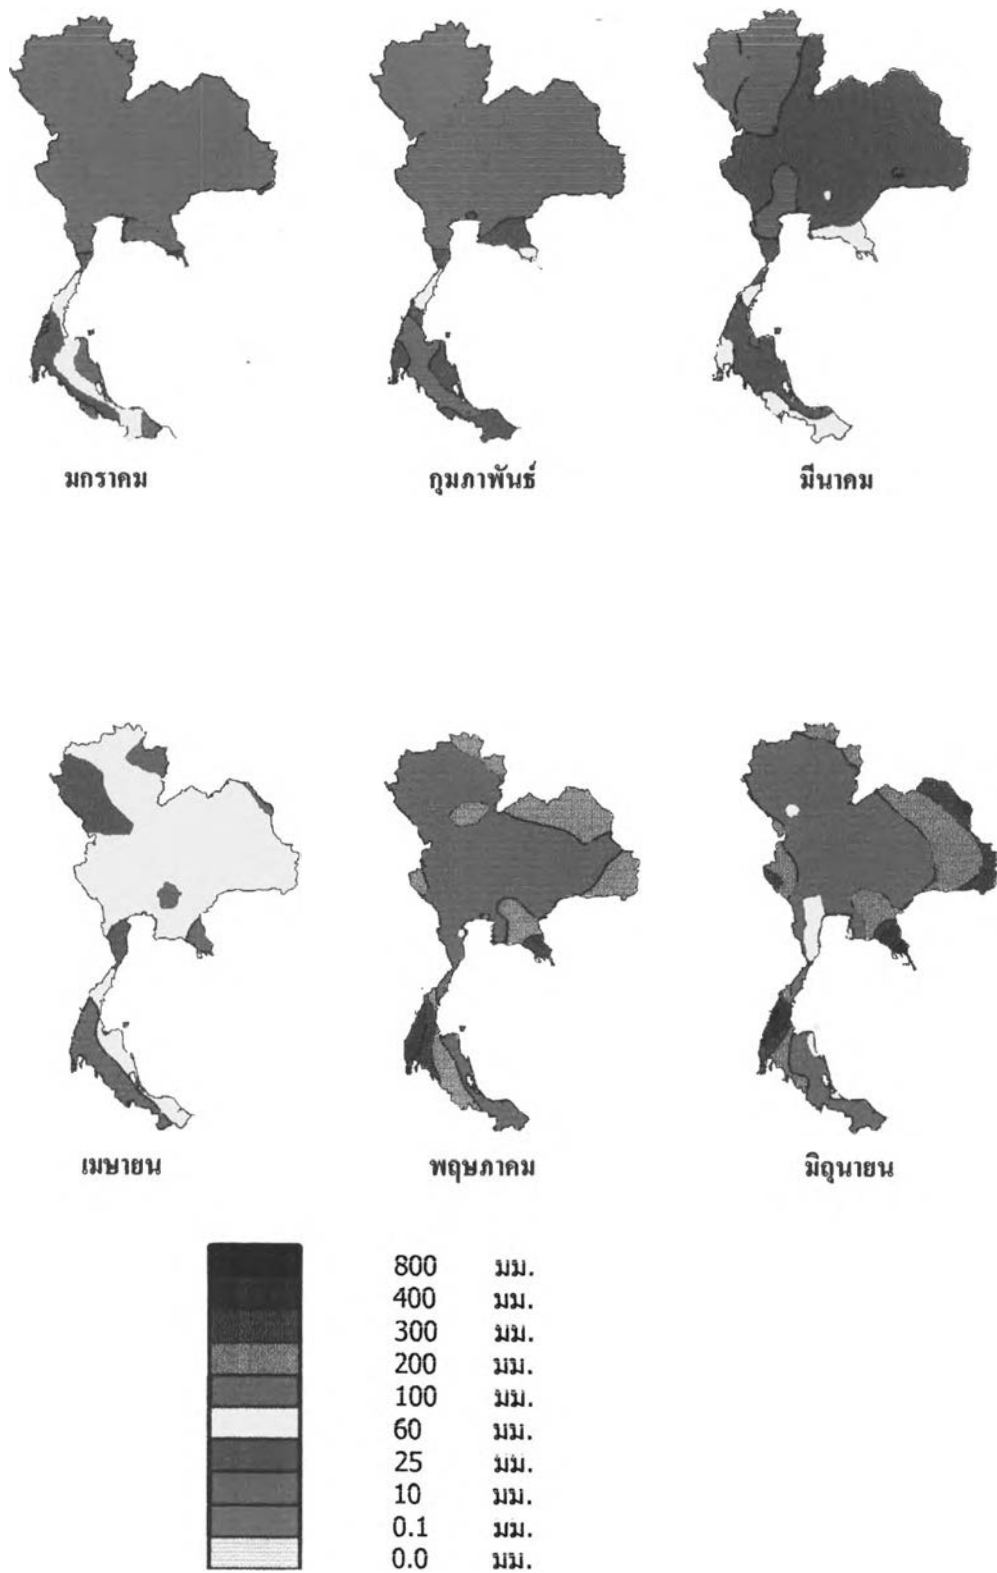 มกราคม กุมภาพันธ์ มีนาคม
เมษายน พฤษภาคม มิถุนายน
800 มม.
400 มม.
300 มม.
200 มม.
100 มม.
60 มม.
25 มม.
10 มม.
0.1 มม.
0.0 มม.